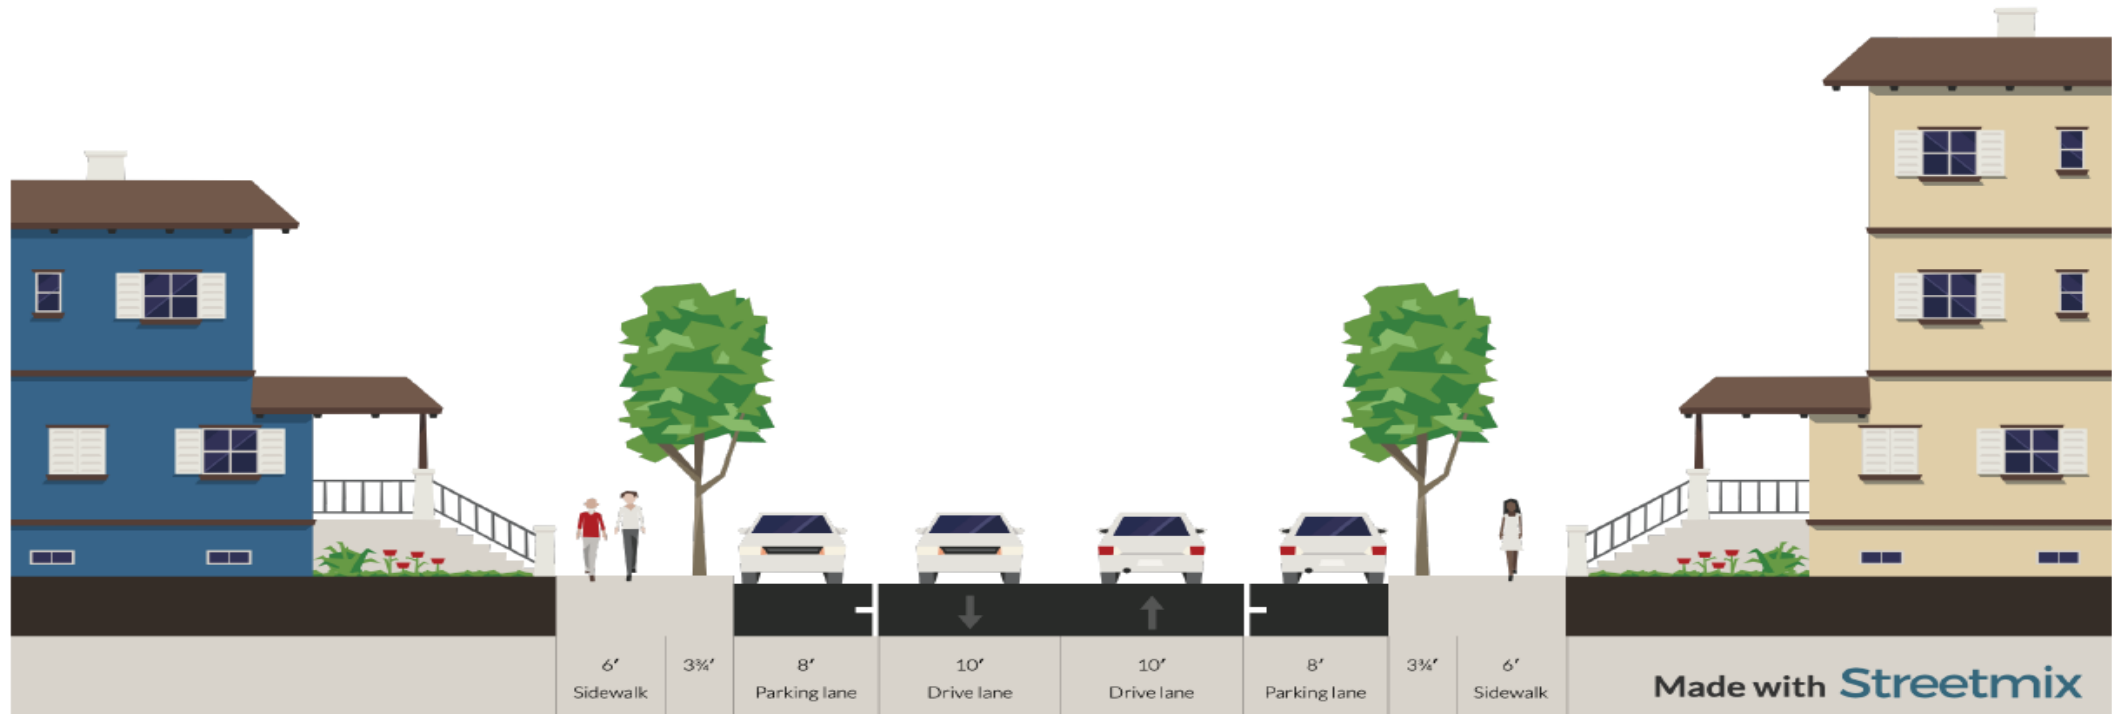 6′
Sidewalk
3¾′
8′
Parking lane
10′
Drive lane
10′
Drive lane
8′
Parking lane
3¾′
6′
Sidewalk
Made with Streetmix